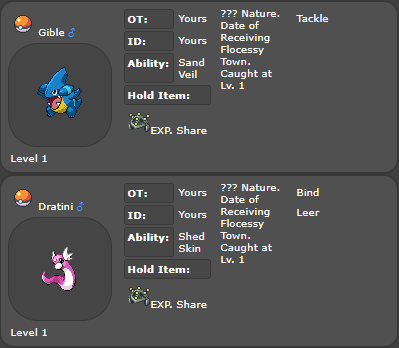 Gible ♂
Level 1
OT: Yours
ID: Yours
Ability: Sand
Veil
Hold Item:
EXP. Share
??? Nature.
Date of
Receiving
Flocessy
Town.
Caught at
Lv. 1
Tackle
Dratini ♂
Level 1
OT: Yours
ID: Yours
Ability: Shed
Skin
Hold Item:
EXP. Share
??? Nature.
Date of
Receiving
Flocessy
Town.
Caught at
Lv. 1
Bind
Leer